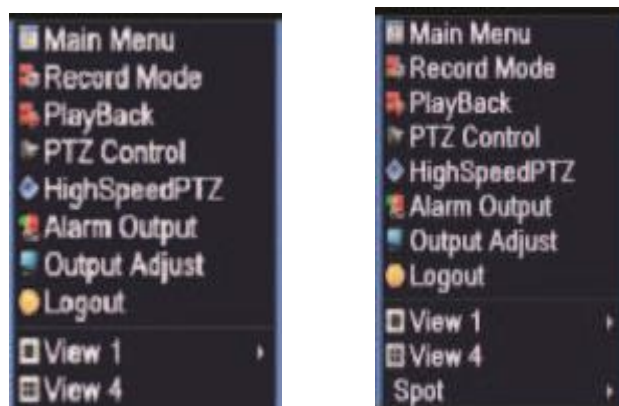 Main Menu
Record Mode
PlayBack
PTZ Control
HighSpeedPTZ
Alarm Output
Output Adjust
Logout
View 1
View 4
Main Menu
Record Mode
PlayBack
PTZ Control
HighSpeedPTZ
Alarm Output
Output Adjust
Logout
View 1
View 4
Spot